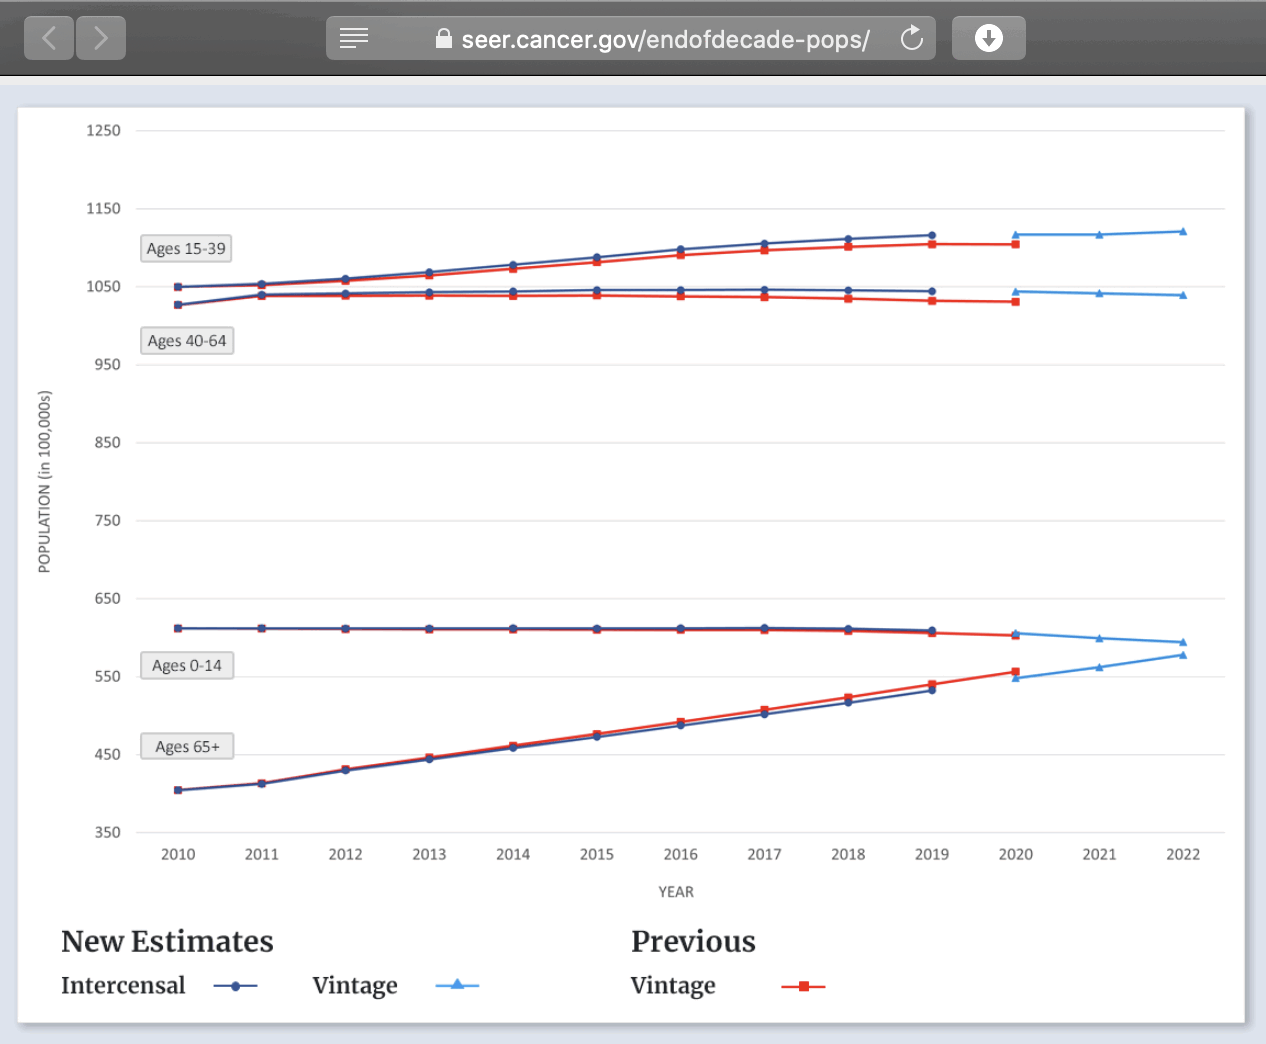 seer.cancer.gov/endofdecade-pops/
1250
1150
Ages 15-39
1050
Ages 40-64
950
850
POPULATION (in 100,000s)
750
650
Ages 0-14
550
Ages 65+
450
350
2010 2011 2012 2013 2014 2015 2016 2017 2018 2019 2020 2021 2022
YEAR
New Estimates Previous
Intercensal Vintage Vintage